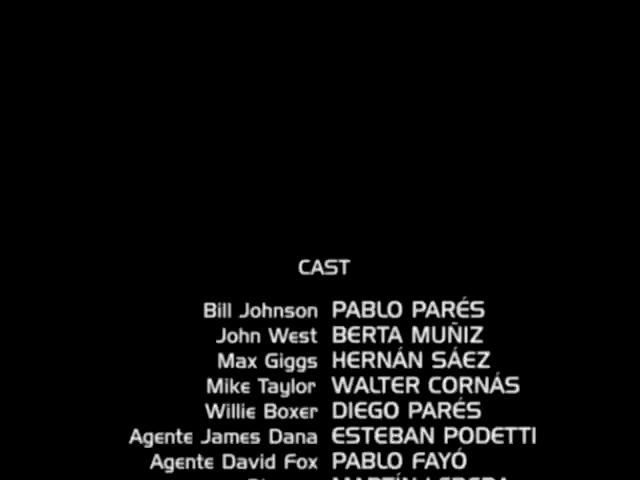 CAST
Bill Johnson PABLO PARÉS
John West BERTA MUÑIZ
Max Giggs HERNÁN SÁEZ
Mike Taylor WALTER CORNÁS
Willie Boxer DIEGO PARÉS
Agente James Dana ESTEBAN PODETTI
Agente David Fox PABLO FAYÓ